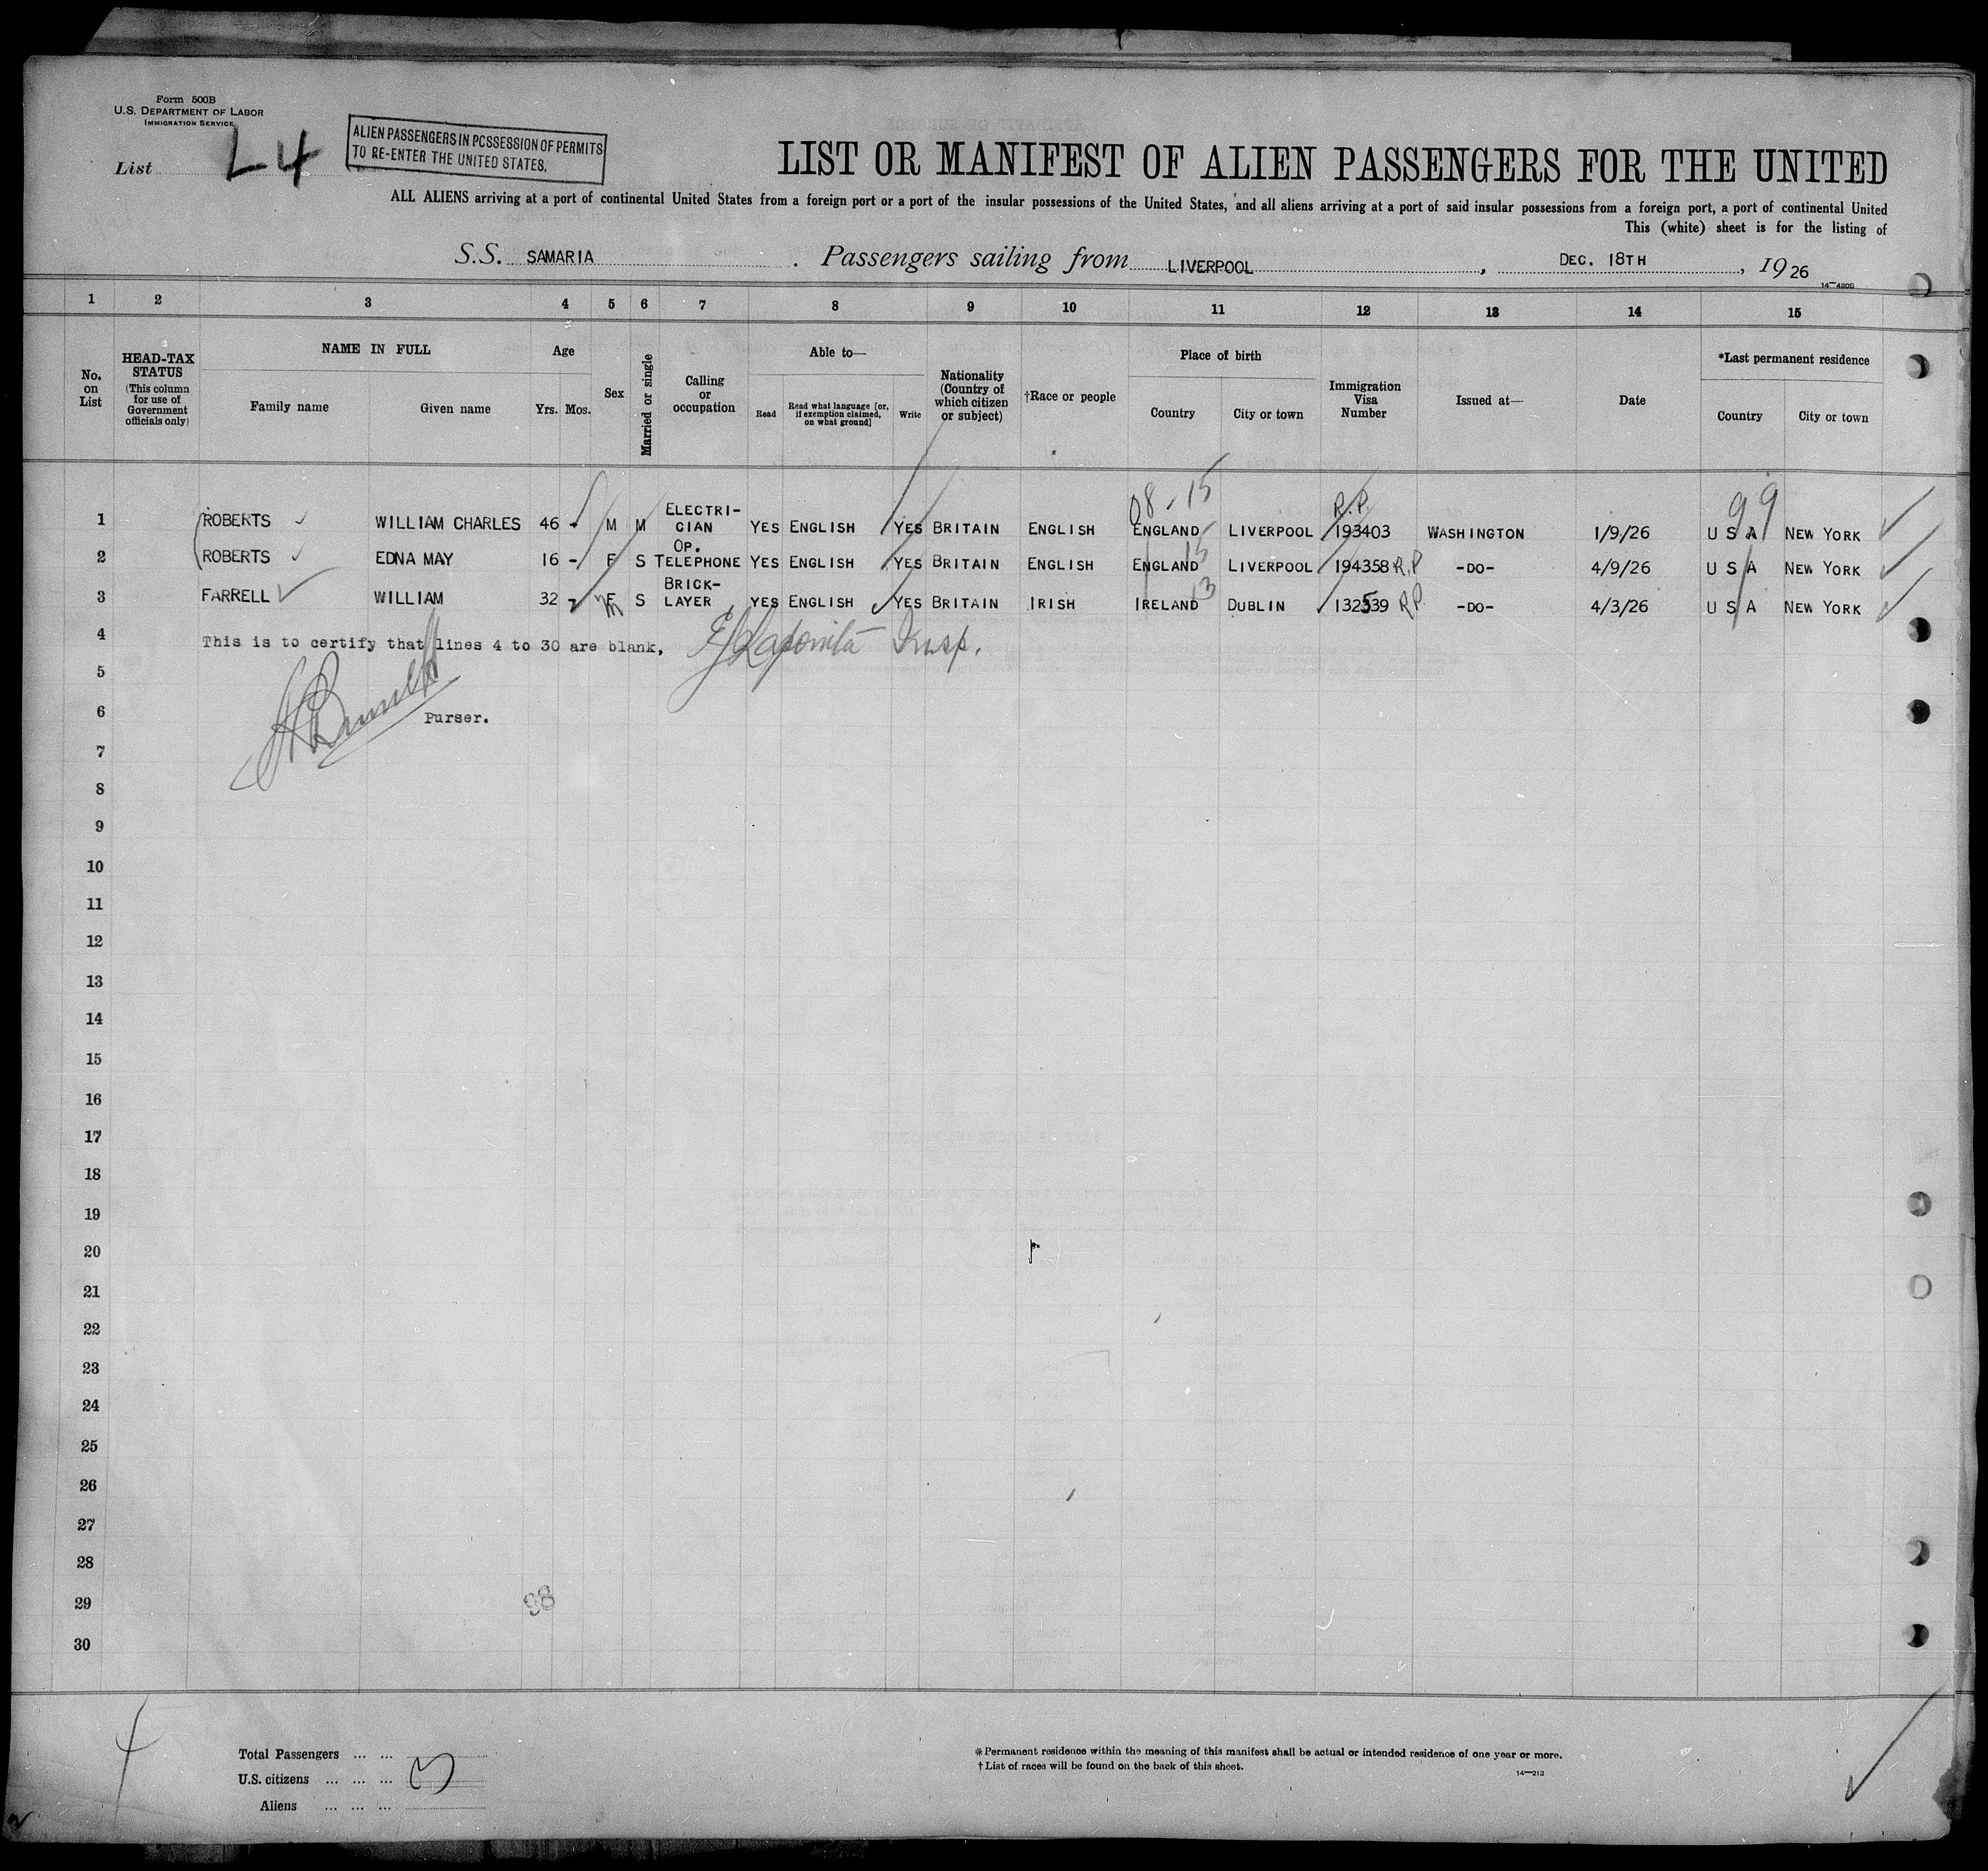 Form 500B
U.S. DEPARTMENT OF LABOR
IMMIGRATION SERVICE
List L4
ALIEN PASSENGERS IN POSSESSION OF PERMITS
TO RE-ENTER THE UNITED STATES.
LIST OR MANIFEST OF ALIEN PASSENGERS FOR THE UNITED
ALL ALIENS arriving at a port of continental United States from a foreign port or a port of the insular possessions of the United States, and all aliens arriving at a port of said insular possessions from a foreign port, a port of continental United
This (white) sheet is for the listing of
S.S. SAMARIA . Passengers sailing from LIVERPOOL , DEC. 18TH , 1926
14—430B
1 2 3 4 5 6 7 8 9 10 11 12 13 14 15
No. on List
HEAD-TAX STATUS (This column for use of Government officials only)
NAME IN FULL
Family name Given name
Age
Yrs. Mos.
Sex
Married or single
Calling or occupation
Able to—
Read Read what language [or, if exemption claimed, on what ground] Write
Nationality (Country of which citizen or subject)
†Race or people
Place of birth
Country City or town
Immigration Visa Number
Issued at—
Date
*Last permanent residence
Country City or town
08-15 R.P. 99
1 ROBERTS WILLIAM CHARLES 46 - M M ELECTRI-CIAN YES ENGLISH YES BRITAIN ENGLISH ENGLAND LIVERPOOL 193403 WASHINGTON 1/9/26 U S A NEW YORK
15
2 ROBERTS EDNA MAY 16 - F S OP. TELEPHONE YES ENGLISH YES BRITAIN ENGLISH ENGLAND LIVERPOOL 194358 R.P -DO- 4/9/26 U S A NEW YORK
13
3 FARRELL WILLIAM 32 - F m S BRICK-LAYER YES ENGLISH YES BRITAIN IRISH IRELAND DUBLIN 132539 RP -DO- 4/3/26 U S A NEW YORK
4 This is to certify that lines 4 to 30 are blank, Insp.
5
6 Purser.
7
8
9
10
11
12
13
14
15
16
17
18
19
20
21
22
23
24
25
26
27
28
29
98
30
Total Passengers ... ...
U.S. citizens ... ... ... 3
Aliens ... ... ...
* Permanent residence within the meaning of this manifest shall be actual or intended residence of one year or more.
† List of races will be found on the back of this sheet.
14—213